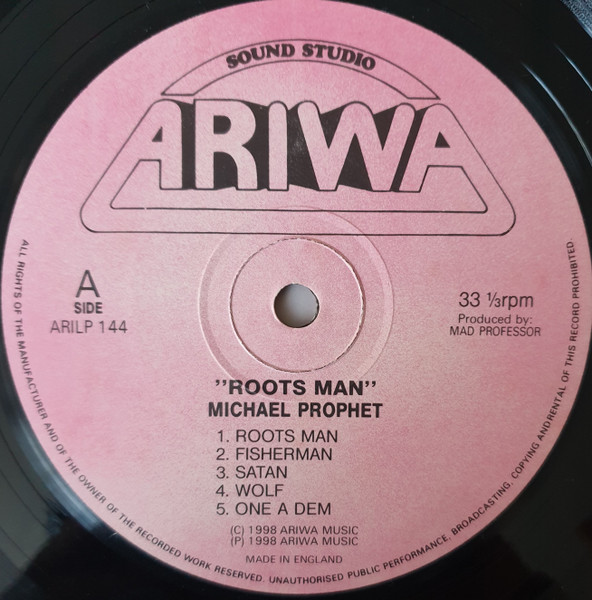 SOUND STUDIO
ARIWA
A
SIDE
ARILP 144
33 ⅓rpm
Produced by:
MAD PROFESSOR
"ROOTS MAN"
MICHAEL PROPHET
1. ROOTS MAN
2. FISHERMAN
3. SATAN
4. WOLF
5. ONE A DEM
(C) 1998 ARIWA MUSIC
(P) 1998 ARIWA MUSIC
MADE IN ENGLAND
ALL RIGHTS OF THE MANUFACTURER AND OF THE OWNER OF THE RECORDED WORK RESERVED. UNAUTHORISED PUBLIC PERFORMANCE, BROADCASTING, COPYING AND RENTAL OF THIS RECORD PROHIBITED.